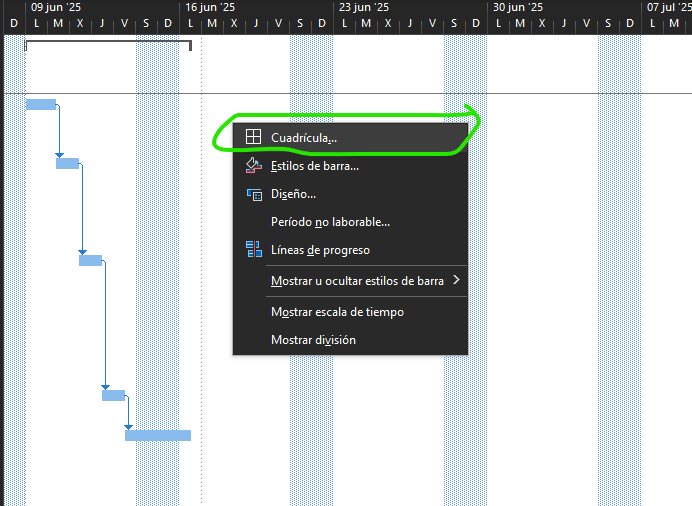 09 jun '25 16 jun '25 23 jun '25 30 jun '25 07 jul '25
D L M X J V S D L M X J V S D L M X J V S D L M X J V S D L M
Cuadrícula...
Estilos de barra...
Diseño...
Período no laborable...
Líneas de progreso
Mostrar u ocultar estilos de barra
Mostrar escala de tiempo
Mostrar división